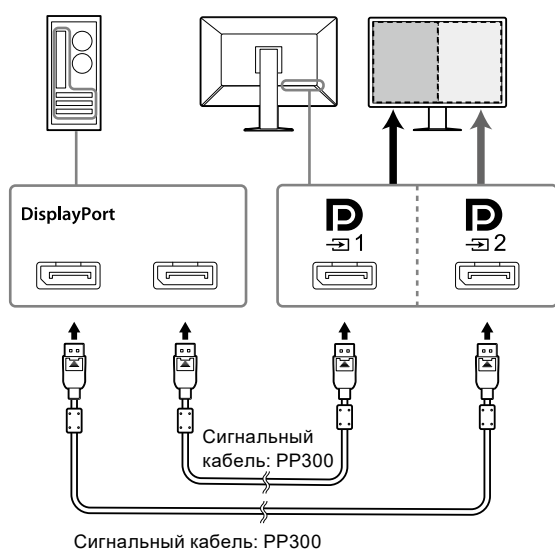 DisplayPort
1
2
Сигнальный
кабель: PP300
Сигнальный кабель: PP300